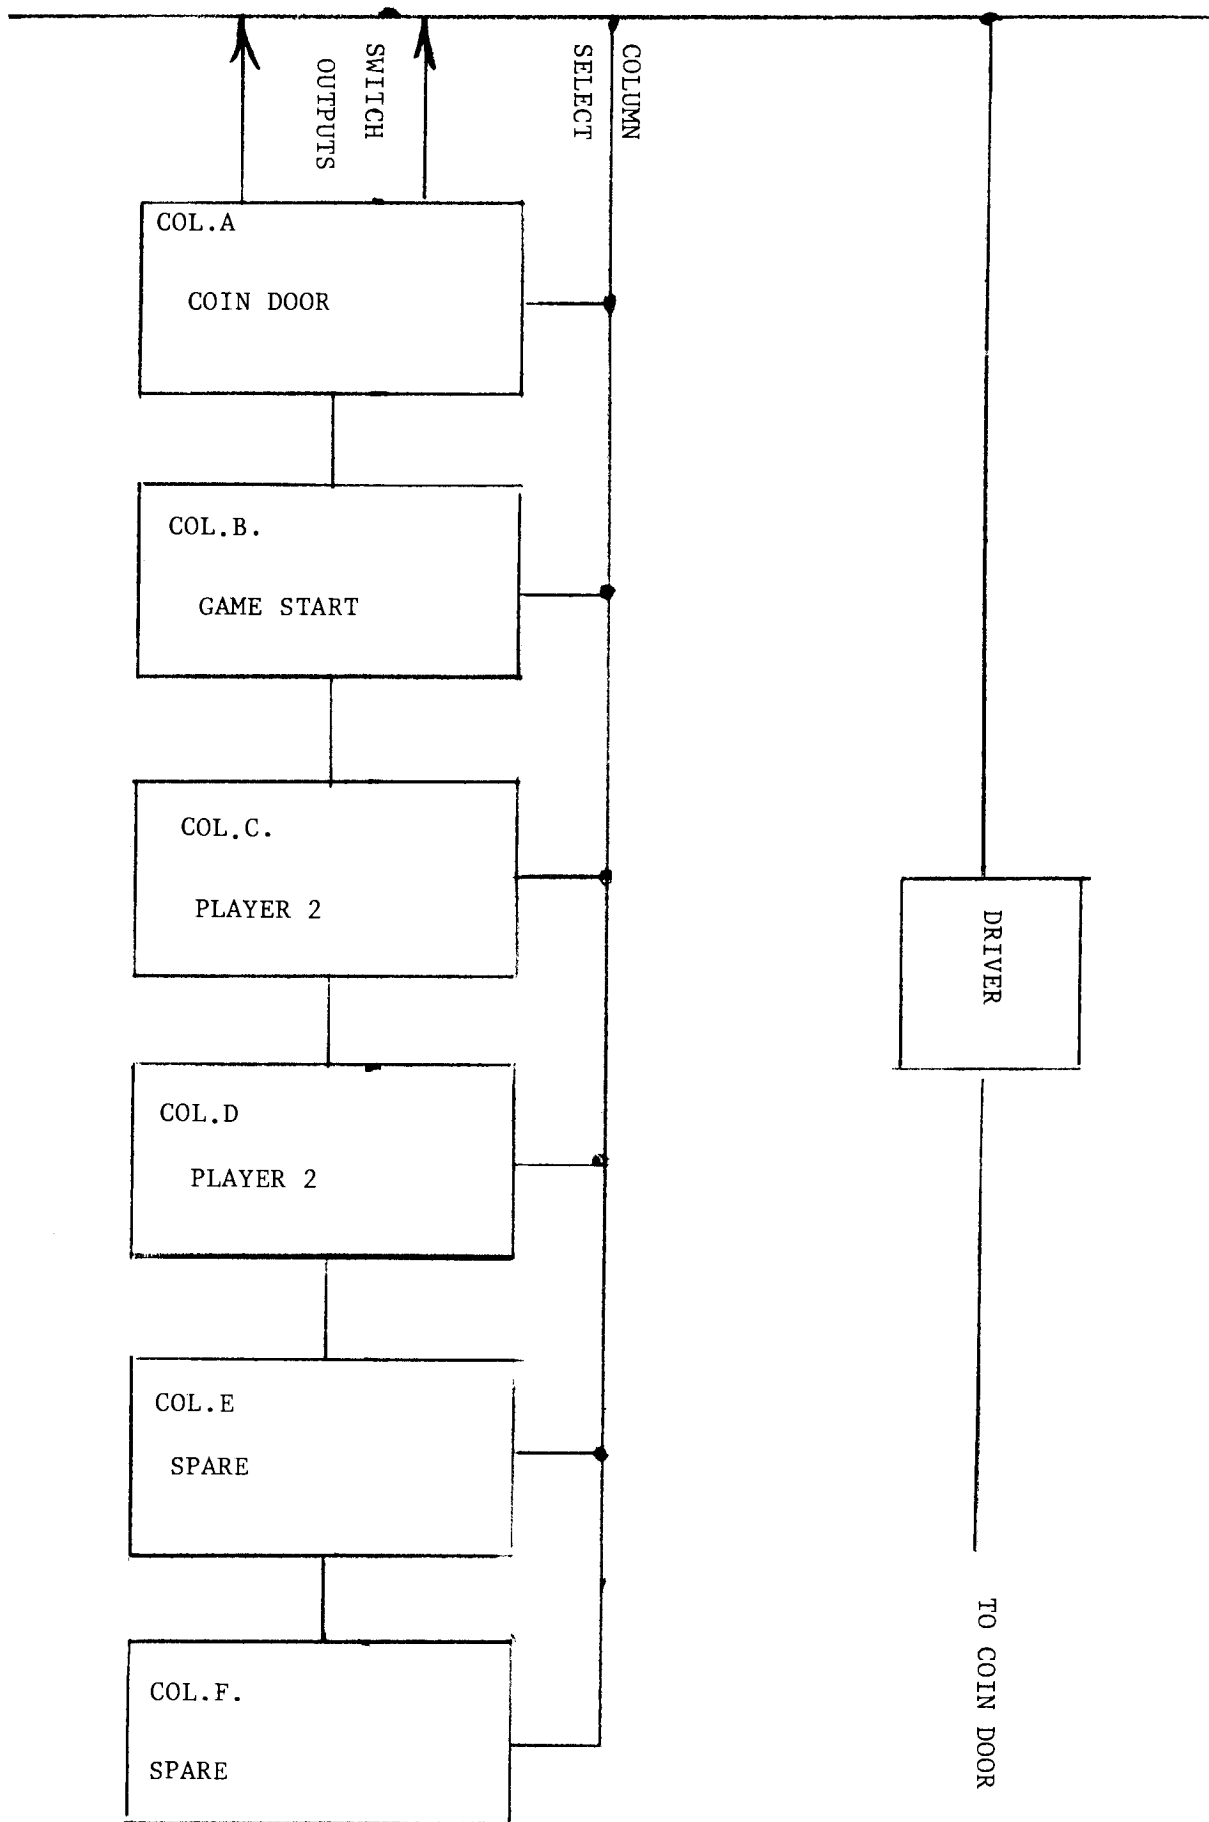 SWITCH
OUTPUTS
COLUMN
SELECT
COL.A
COIN DOOR
COL.B.
GAME START
COL.C.
PLAYER 2
DRIVER
COL.D
PLAYER 2
COL.E
SPARE
TO COIN DOOR
COL.F.
SPARE